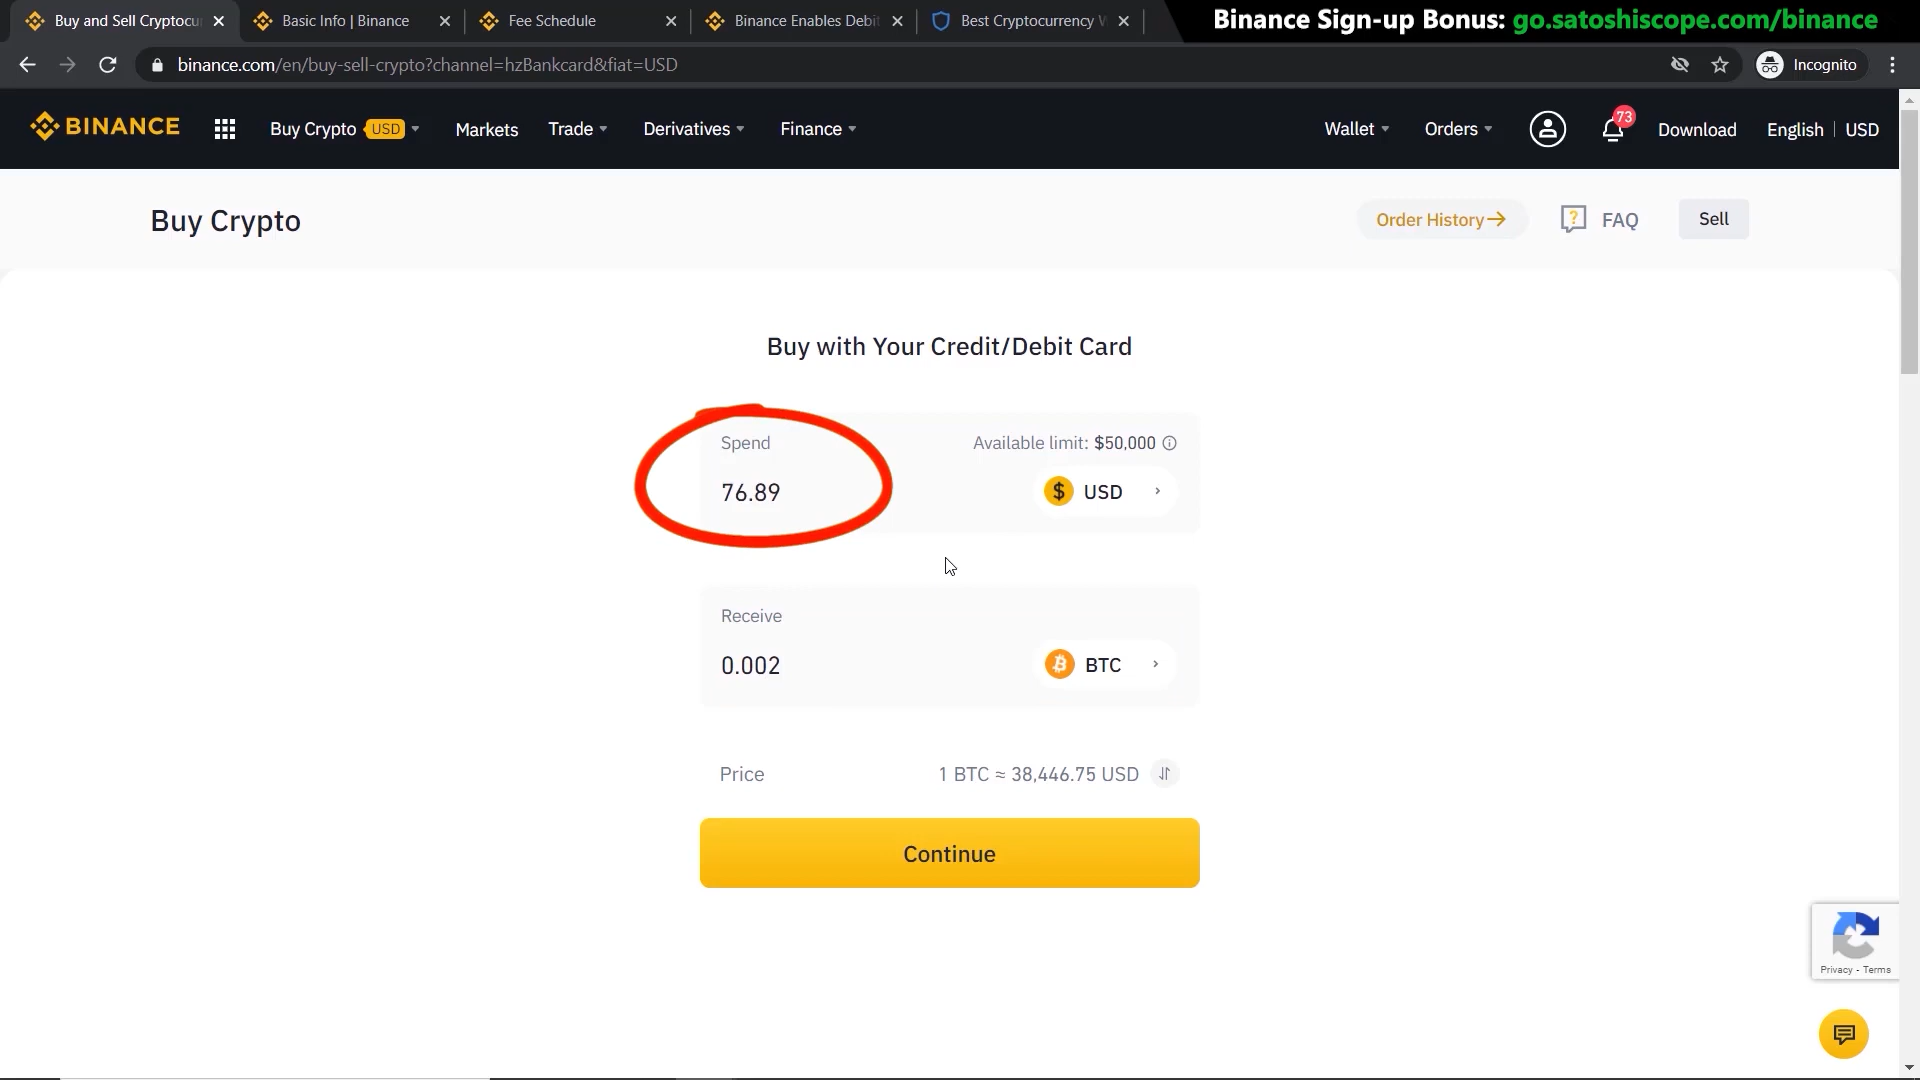 Buy and Sell Cryptocu
Basic Info | Binance
Fee Schedule
Binance Enables Debit
Best Cryptocurrency W
Binance Sign-up Bonus: go.satoshiscope.com/binance
binance.com/en/buy-sell-crypto?channel=hzBankcard&fiat=USD
Incognito
BINANCE
Buy Crypto USD
Markets
Trade
Derivatives
Finance
Wallet
Orders
73
Download
English
USD
Buy Crypto
Order History
FAQ
Sell
Buy with Your Credit/Debit Card
Spend
Available limit: $50,000
76.89
USD
Receive
0.002
BTC
Price
1 BTC ≈ 38,446.75 USD
Continue
Privacy - Terms